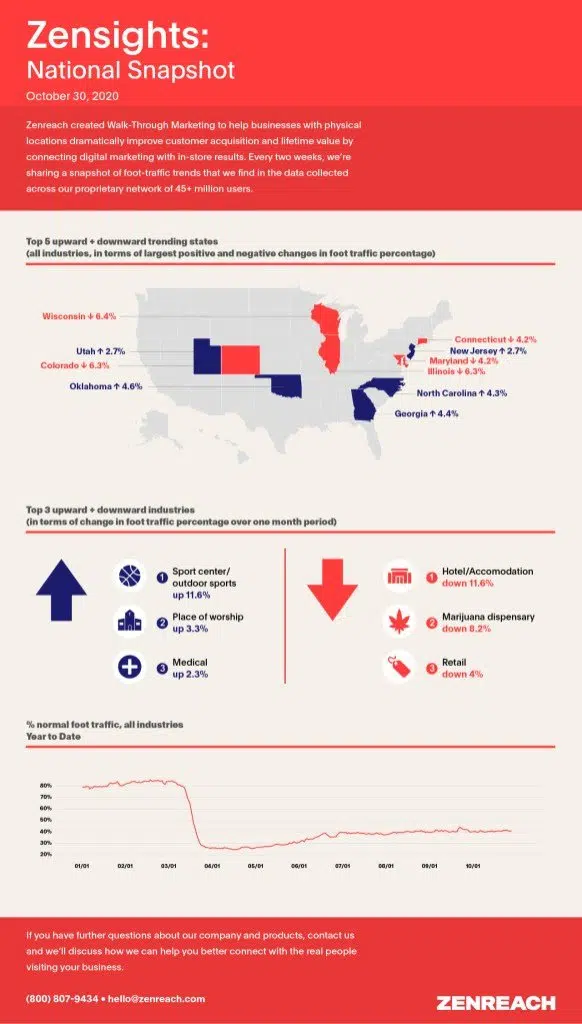 Zensights:
National Snapshot
October 30, 2020
Zenreach created Walk-Through Marketing to help businesses with physical
locations dramatically improve customer acquisition and lifetime value by
connecting digital marketing with in-store results. Every two weeks, we're
sharing a snapshot of foot-traffic trends that we find in the data collected
across our proprietary network of 45+ million users.
Top 5 upward + downward trending states
(all industries, in terms of largest positive and negative changes in foot traffic percentage)
Wisconsin ↓ 6.4%
Utah ↑ 2.7%
Colorado ↓ 6.3%
Oklahoma ↑ 4.6%
Connecticut ↓ 4.2%
New Jersey ↑ 2.7%
Maryland ↓ 4.2%
Illinois ↓ 6.3%
North Carolina ↑ 4.3%
Georgia ↑ 4.4%
Top 3 upward + downward industries
(in terms of change in foot traffic percentage over one month period)
1 Sport center/
outdoor sports
up 11.6%
2 Place of worship
up 3.3%
3 Medical
up 2.3%
1 Hotel/Accomodation
down 11.6%
2 Marijuana dispensary
down 8.2%
3 Retail
down 4%
% normal foot traffic, all industries
Year to Date
80%
70%
60%
50%
40%
30%
20%
01/01 02/01 03/01 04/01 05/01 06/01 07/01 08/01 09/01 10/01
If you have further questions about our company and products, contact us
and we'll discuss how we can help you better connect with the real people
visiting your business.
(800) 807-9434 • hello@zenreach.com
ZENREACH